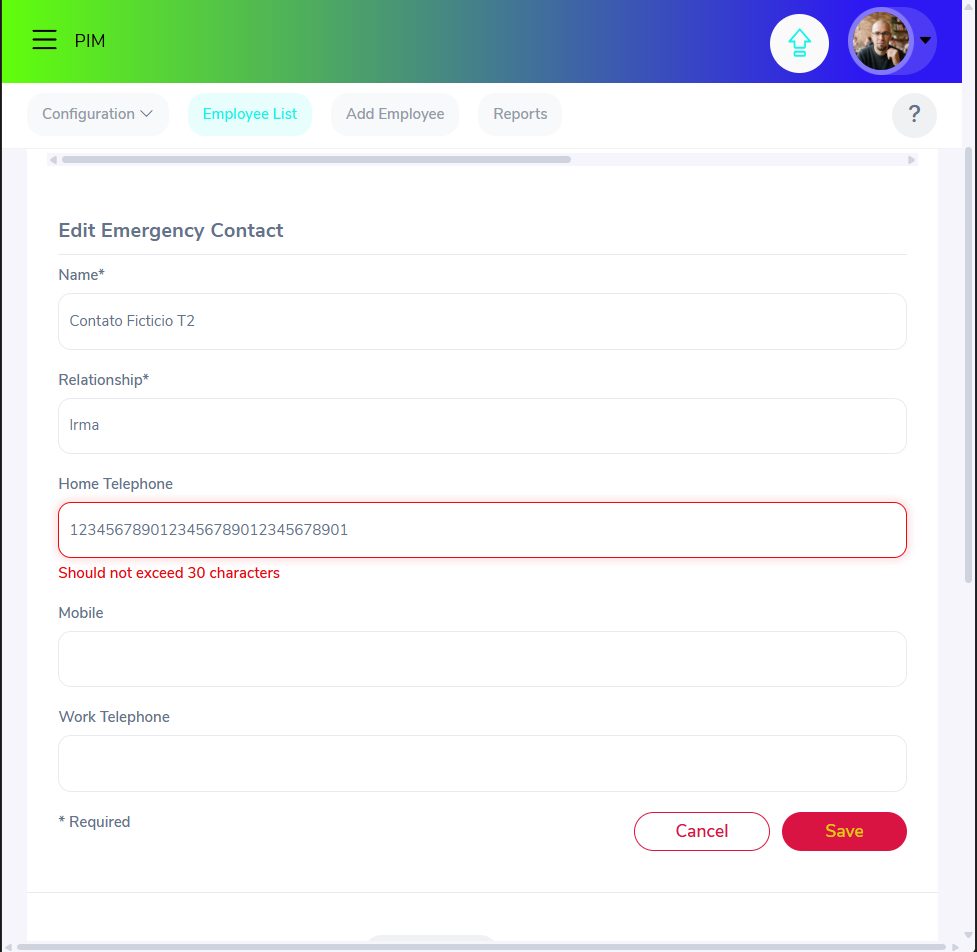 PIM
Configuration
Employee List
Add Employee
Reports
?
Edit Emergency Contact
Name*
Contato Ficticio T2
Relationship*
Irma
Home Telephone
1234567890123456789012345678901
Should not exceed 30 characters
Mobile
Work Telephone
* Required
Cancel
Save